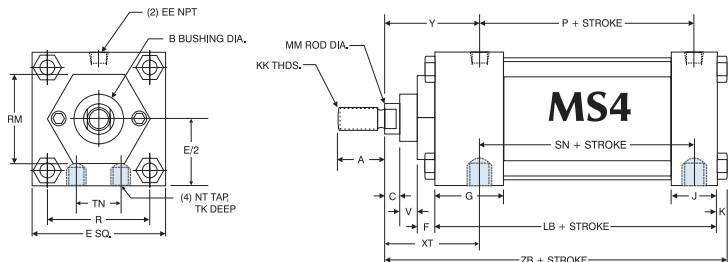 (2) EE NPT
B BUSHING DIA.
RM
E/2
TN
(4) NT TAP,
TK DEEP
R
E SQ.
Y
P + STROKE
MM ROD DIA.
KK THDS.
MS4
SN + STROKE
A
C
G
J
V
K
F
LB + STROKE
XT
ZB + STROKE